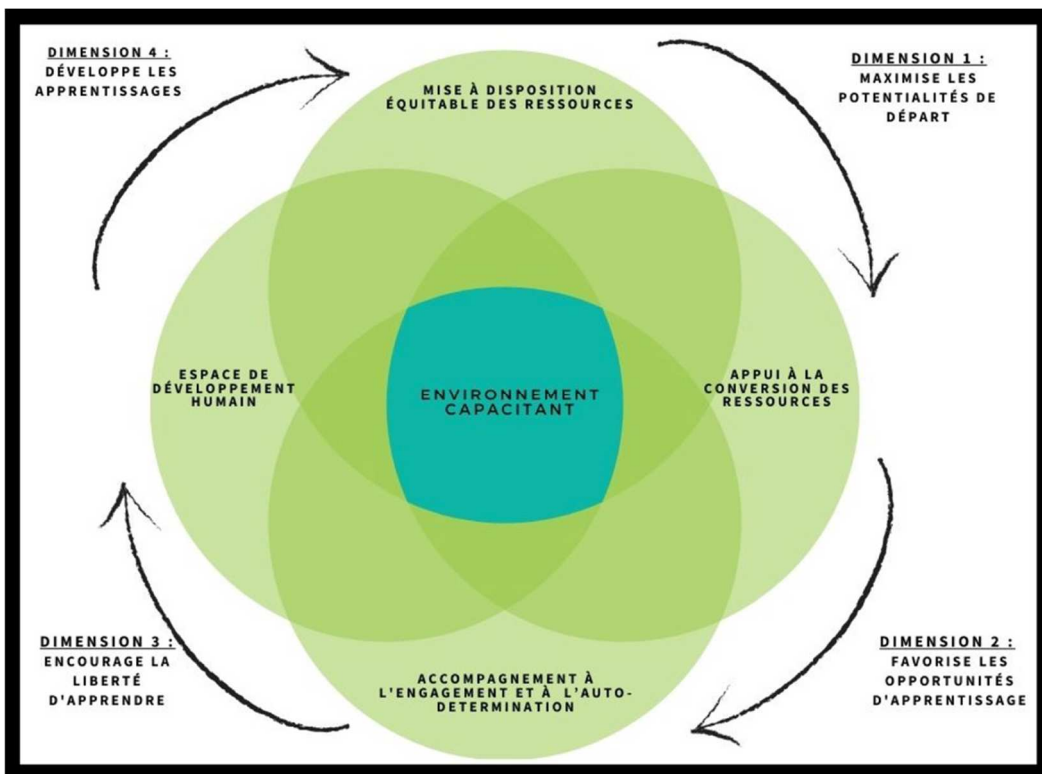 DIMENSION 4 :
DÉVELOPPE LES
APPRENTISSAGES
MISE À DISPOSITION
ÉQUITABLE DES RESSOURCES
DIMENSION 1 :
MAXIMISE LES
POTENTIALITÉS DE
DÉPART
ESPACE DE
DÉVELOPPEMENT
HUMAIN
ENVIRONNEMENT
CAPACITANT
APPUI À LA
CONVERSION DES
RESSOURCES
DIMENSION 3 :
ENCOURAGE LA
LIBERTÉ
D'APPRENDRE
ACCOMPAGNEMENT À
L'ENGAGEMENT ET À L'AUTO-
DETERMINATION
DIMENSION 2 :
FAVORISE LES
OPPORTUNITÉS
D'APPRENTISSAGE